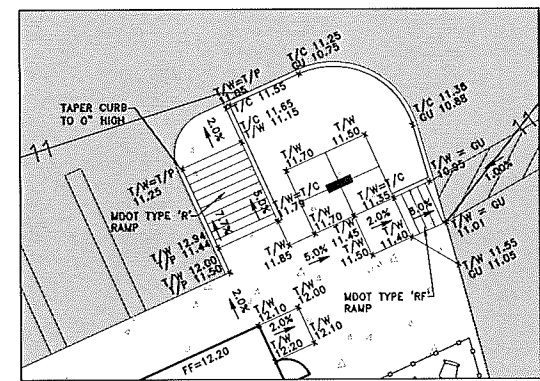 T/C 11.25
GU 10.75
T/W=T/P
11.05
T/C 11.55
TAPER CURB
TO 0" HIGH
2.0%
T/C 11.65
T/W 11.15
T/C 11.38
GU 10.88
T/W
11.50
T/W
11.70
11
11
T/W=T/P
11.25
T/W = GU
10.95
1.00%
5.0%
T/W=T/C
11.79
T/W=T/C
11.35
MDOT TYPE 'R'
RAMP
7.7%
T/W
11.70
2.0%
8.0%
T/W = GU
11.01
T/W 12.94
T/P 11.44
T/W
11.85
5.0%
T/W
11.45
T/W
11.50
T/W
11.40
T/W 12.00
T/P 11.50
T/C 11.55
GU 11.05
2.0%
T/W
12.10
T/W
12.00
MDOT TYPE 'RF'
RAMP
2.0%
T/W
12.20
T/W
12.10
FF=12.20